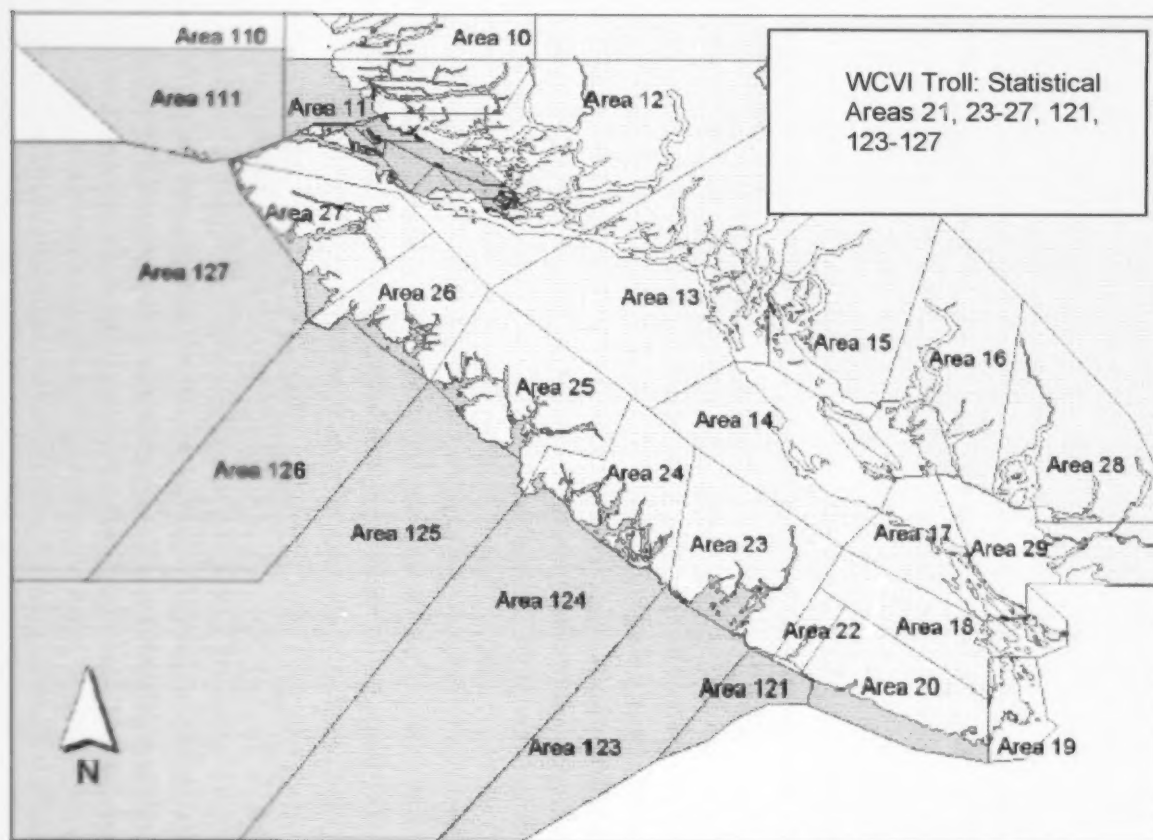 Area 110
Area 10
WCVI Troll: Statistical
Areas 21, 23-27, 121,
123-127
Area 111
Area 11
Area 12
Area 27
Area 127
Area 26
Area 13
Area 15
Area 16
Area 25
Area 14
Area 126
Area 24
Area 28
Area 125
Area 23
Area 17
Area 29
Area 124
Area 22
Area 18
Area 121
Area 20
Area 123
Area 19
N